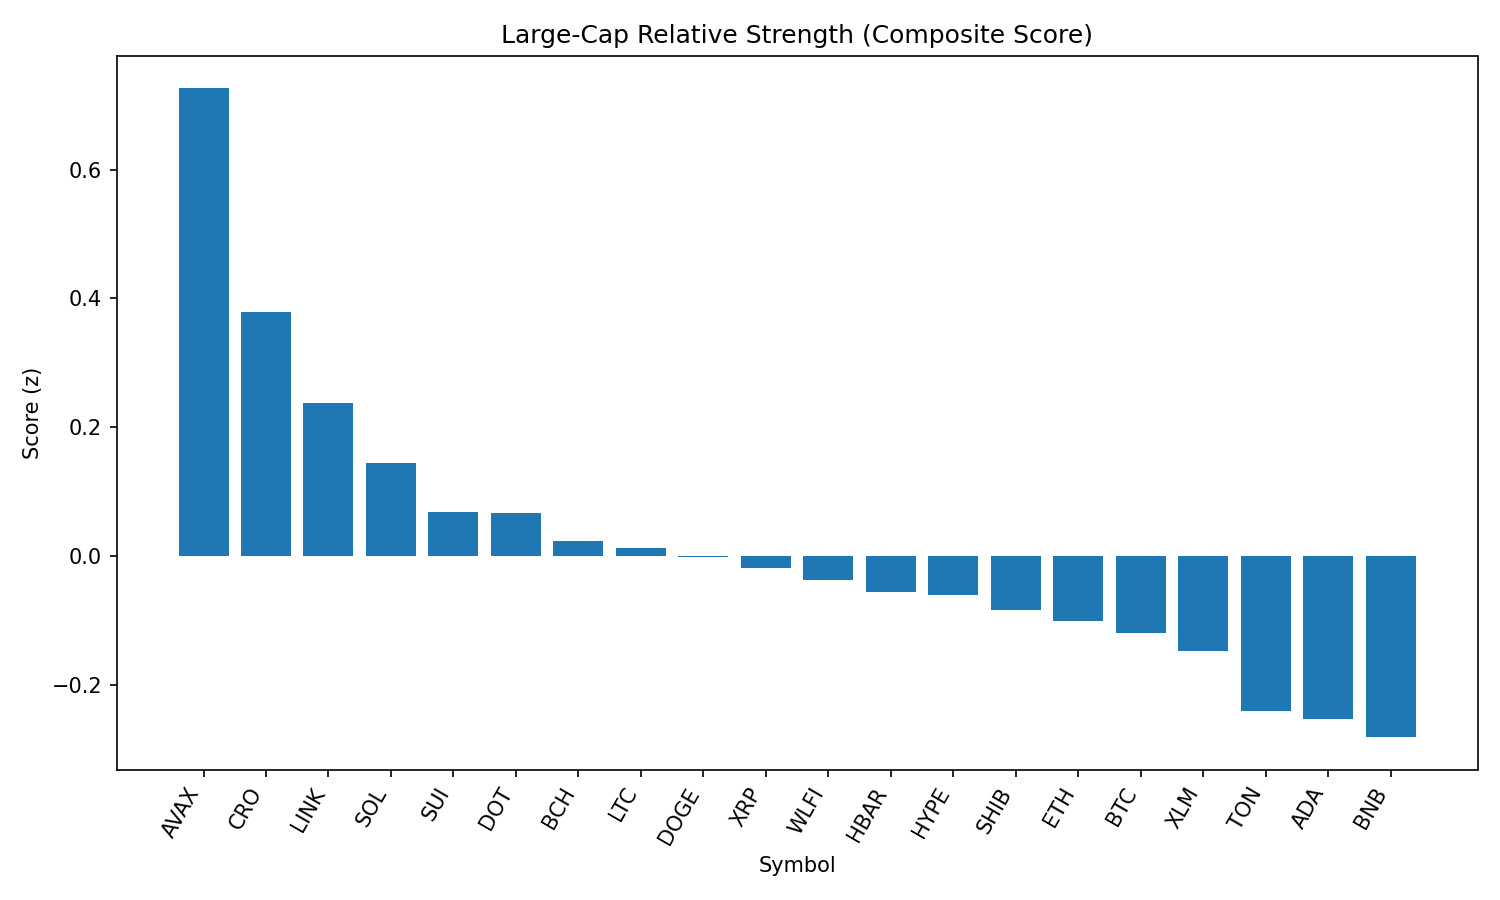 Large-Cap Relative Strength (Composite Score)
Score (z)
0.6
0.4
0.2
0.0
−0.2
AVAX
CRO
LINK
SOL
SUI
DOT
BCH
LTC
DOGE
XRP
WLFI
HBAR
HYPE
SHIB
ETH
BTC
XLM
TON
ADA
BNB
Symbol